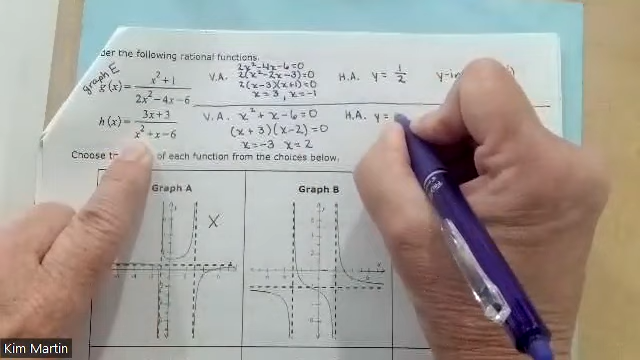 der the following rational functions.
graph E
g(x) = x² + 1 / 2x² − 4x − 6
V.A. 2x²-4x-6=0
2(x²-2x-3)=0
2(x-3)(x+1)=0
x=3, x=-1
H.A. y = 1/2
y-in
h(x) = 3x + 3 / x² + x − 6
V.A. x² + x - 6 = 0
(x+3)(x-2)=0
x=-3 x=2
H.A. y =
Choose t of each function from the choices below.
Graph A
Graph B
X
Kim Martin